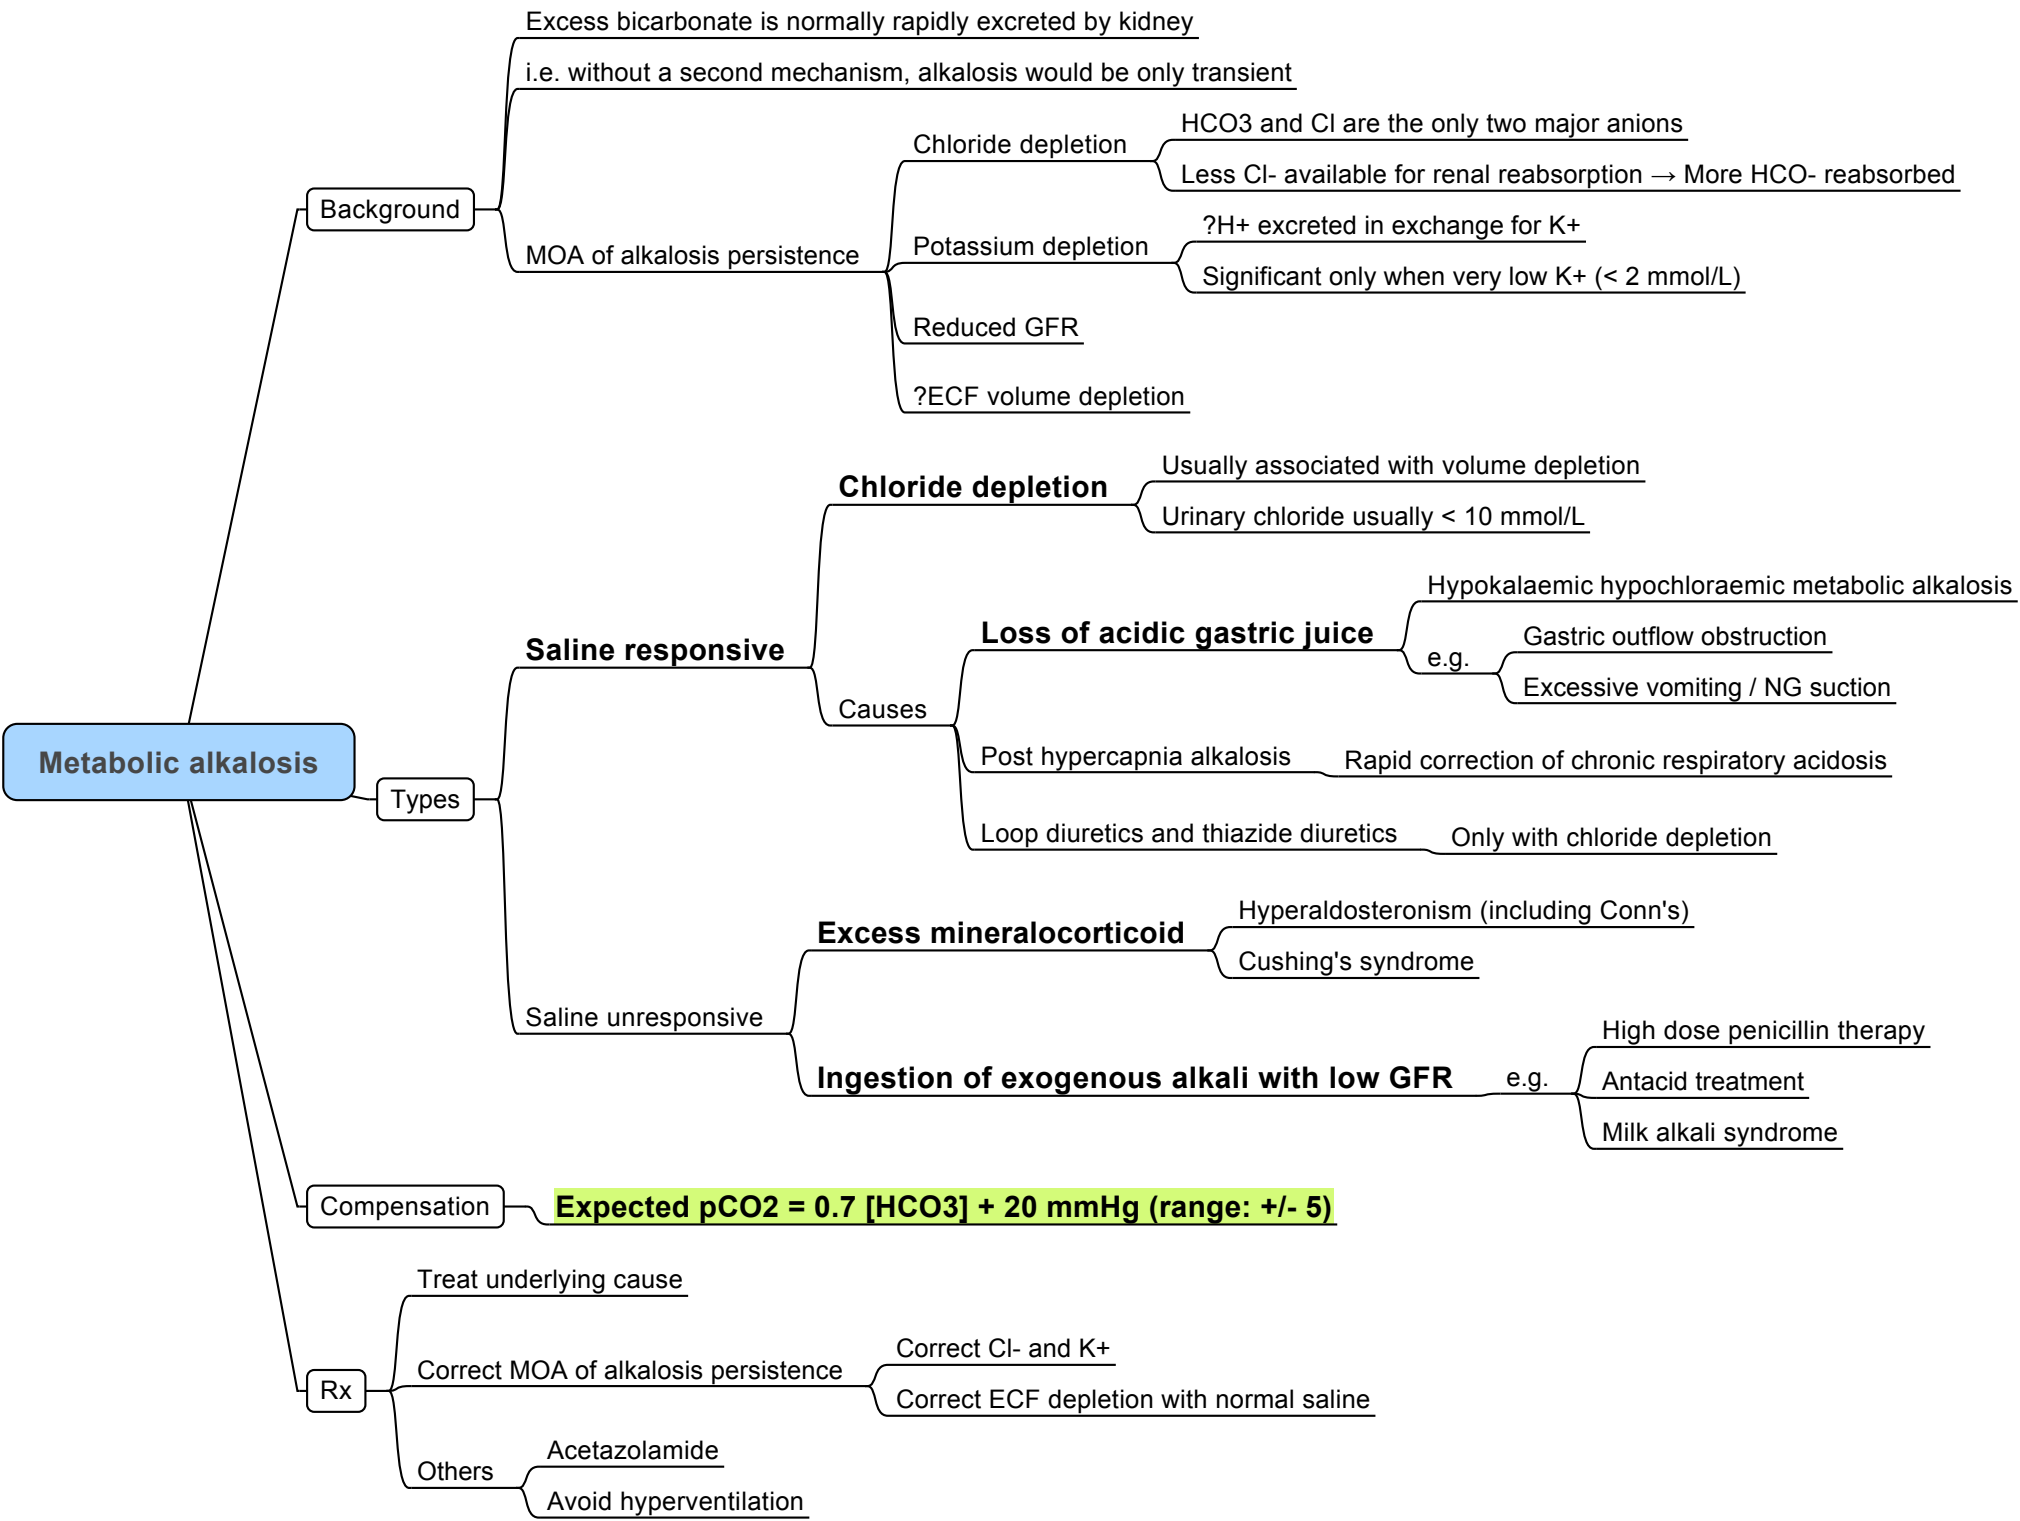 Metabolic alkalosis
Background
Excess bicarbonate is normally rapidly excreted by kidney
i.e. without a second mechanism, alkalosis would be only transient
MOA of alkalosis persistence
Chloride depletion
HCO3 and Cl are the only two major anions
Less Cl- available for renal reabsorption → More HCO- reabsorbed
Potassium depletion
?H+ excreted in exchange for K+
Significant only when very low K+ (< 2 mmol/L)
Reduced GFR
?ECF volume depletion
Types
Saline responsive
Chloride depletion
Usually associated with volume depletion
Urinary chloride usually < 10 mmol/L
Causes
Loss of acidic gastric juice
Hypokalaemic hypochloraemic metabolic alkalosis
e.g.
Gastric outflow obstruction
Excessive vomiting / NG suction
Post hypercapnia alkalosis
Rapid correction of chronic respiratory acidosis
Loop diuretics and thiazide diuretics
Only with chloride depletion
Saline unresponsive
Excess mineralocorticoid
Hyperaldosteronism (including Conn's)
Cushing's syndrome
Ingestion of exogenous alkali with low GFR
e.g.
High dose penicillin therapy
Antacid treatment
Milk alkali syndrome
Compensation
Expected pCO2 = 0.7 [HCO3] + 20 mmHg (range: +/- 5)
Rx
Treat underlying cause
Correct MOA of alkalosis persistence
Correct Cl- and K+
Correct ECF depletion with normal saline
Others
Acetazolamide
Avoid hyperventilation